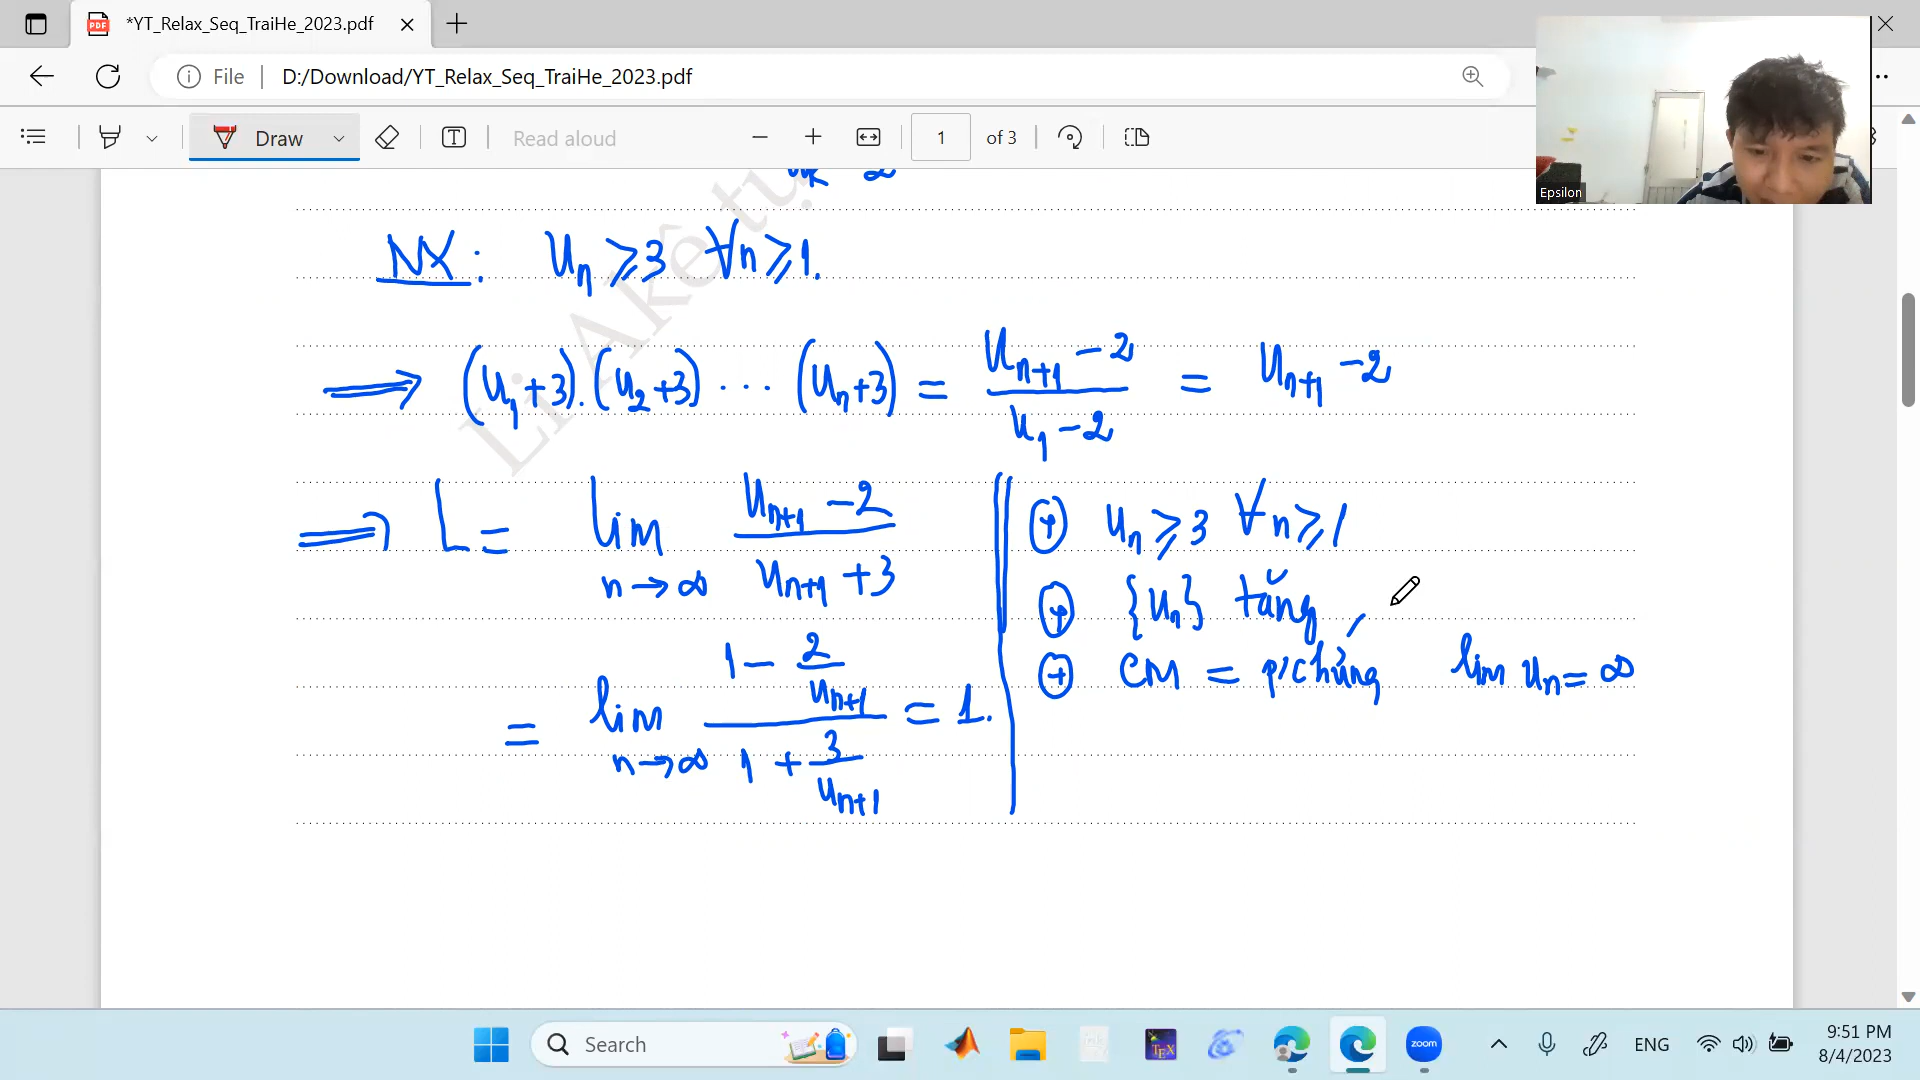 *YT_Relax_Seq_TraiHe_2023.pdf
File D:/Download/YT_Relax_Seq_TraiHe_2023.pdf
Draw Read aloud 1 of 3
Epsilon
NX: uₙ ⩾ 3 ∀n ⩾ 1.
⟹ (u₁+3).(u₂+3) ... (uₙ+3) = (uₙ₊₁ − 2)/(u₁ − 2) = uₙ₊₁ − 2
⟹ L = lim n→∞ (uₙ₊₁ − 2)/(uₙ₊₁ + 3)
= lim n→∞ (1 − 2/uₙ₊₁)/(1 + 3/uₙ₊₁) = 1.
⊕ uₙ ⩾ 3 ∀n ⩾ 1
⊕ {uₙ} tăng
⊕ CM = p/chứng lim uₙ = ∞
Search
TEX
zoom
ENG
9:51 PM
8/4/2023